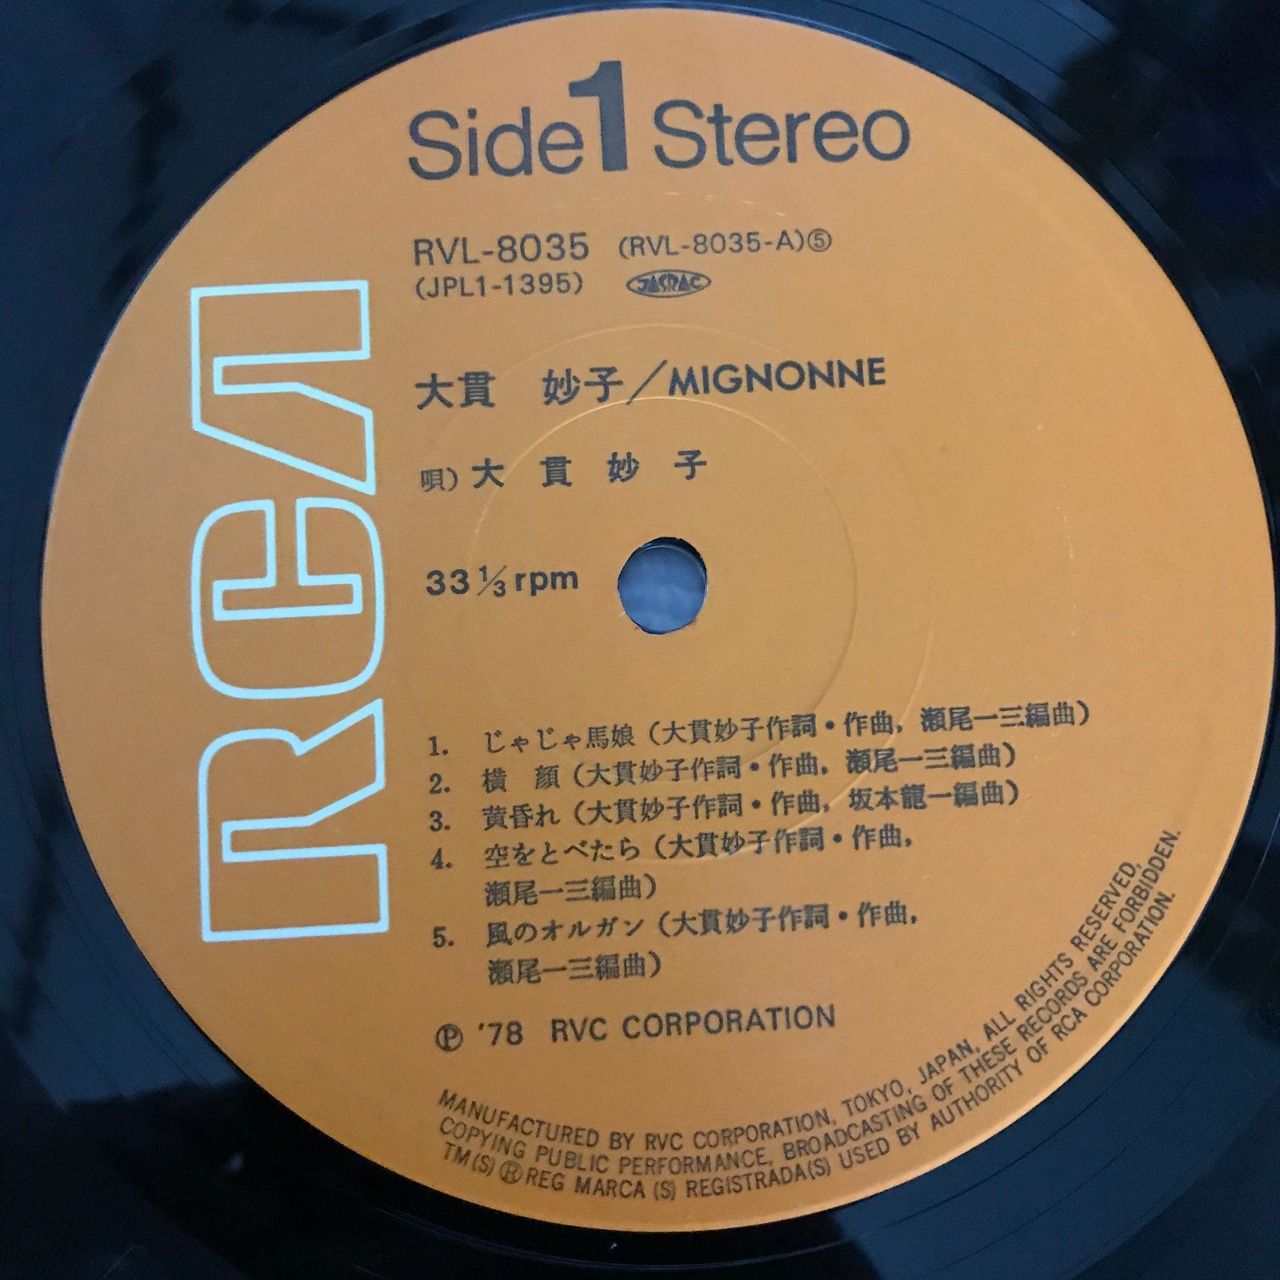 Side 1 Stereo
RVL-8035 (RVL-8035-A)⑤
(JPL1-1395) JASRAC
大貫 妙子／MIGNONNE
唄) 大 貫 妙 子
33⅓rpm
RCA
1. じゃじゃ馬娘（大貫妙子作詞・作曲, 瀬尾一三編曲）
2. 横 顔（大貫妙子作詞・作曲, 瀬尾一三編曲）
3. 黄昏れ（大貫妙子作詞・作曲, 坂本龍一編曲）
4. 空をとべたら（大貫妙子作詞・作曲,
瀬尾一三編曲）
5. 風のオルガン（大貫妙子作詞・作曲,
瀬尾一三編曲）
℗ '78 RVC CORPORATION
MANUFACTURED BY RVC CORPORATION, TOKYO, JAPAN, ALL RIGHTS RESERVED,
COPYING PUBLIC PERFORMANCE, BROADCASTING OF THESE RECORDS ARE FORBIDDEN.
TM(S) ® REG MARCA (S) REGISTRADA(S) USED BY AUTHORITY OF RCA CORPORATION.